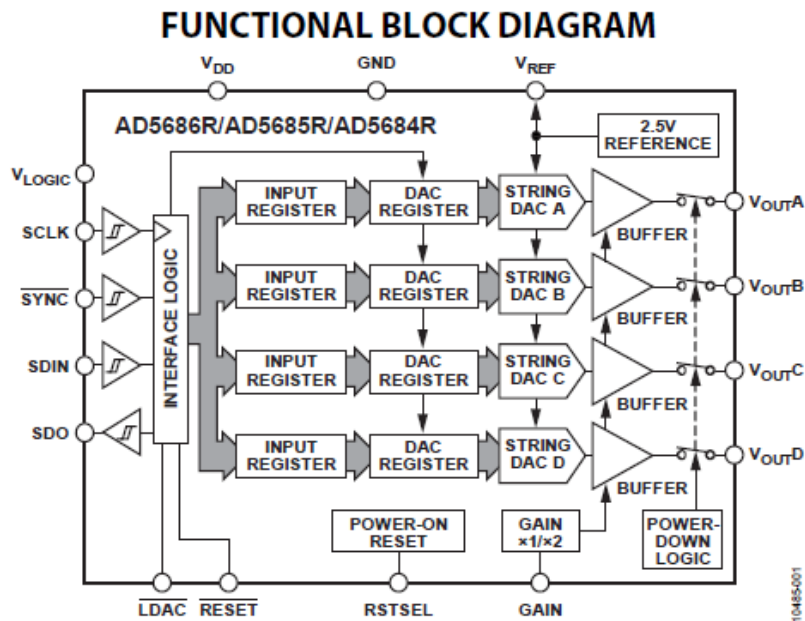 FUNCTIONAL BLOCK DIAGRAM
VDD
GND
VREF
AD5686R/AD5685R/AD5684R
2.5V
REFERENCE
VLOGIC
SCLK
SYNC
SDIN
SDO
INTERFACE LOGIC
INPUT
REGISTER
DAC
REGISTER
STRING
DAC A
BUFFER
VOUTA
INPUT
REGISTER
DAC
REGISTER
STRING
DAC B
BUFFER
VOUTB
INPUT
REGISTER
DAC
REGISTER
STRING
DAC C
BUFFER
VOUTC
INPUT
REGISTER
DAC
REGISTER
STRING
DAC D
BUFFER
VOUTD
POWER-ON
RESET
GAIN
×1/×2
POWER-
DOWN
LOGIC
LDAC
RESET
RSTSEL
GAIN
10485-001